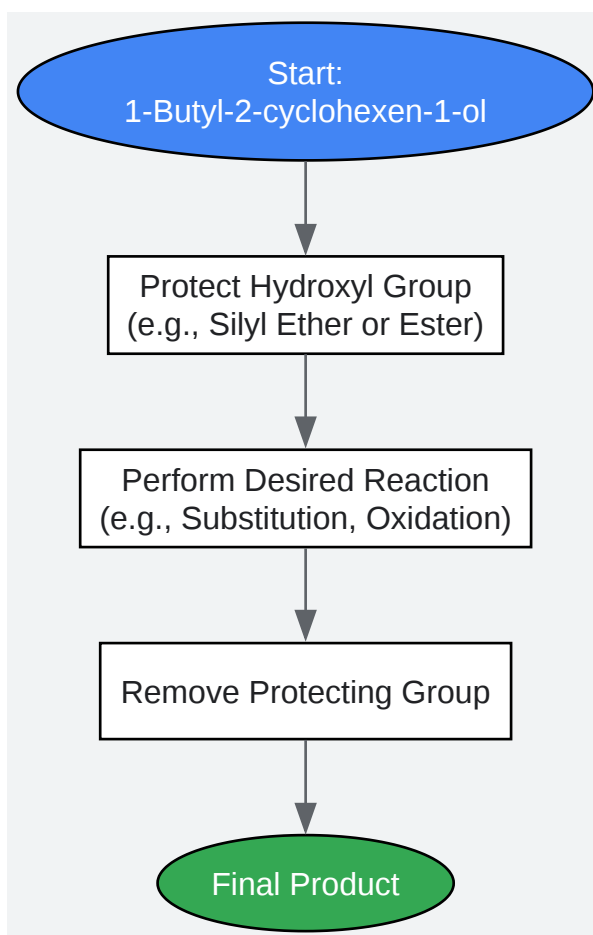 Start:
1-Butyl-2-cyclohexen-1-ol
Protect Hydroxyl Group
(e.g., Silyl Ether or Ester)
Perform Desired Reaction
(e.g., Substitution, Oxidation)
Remove Protecting Group
Final Product